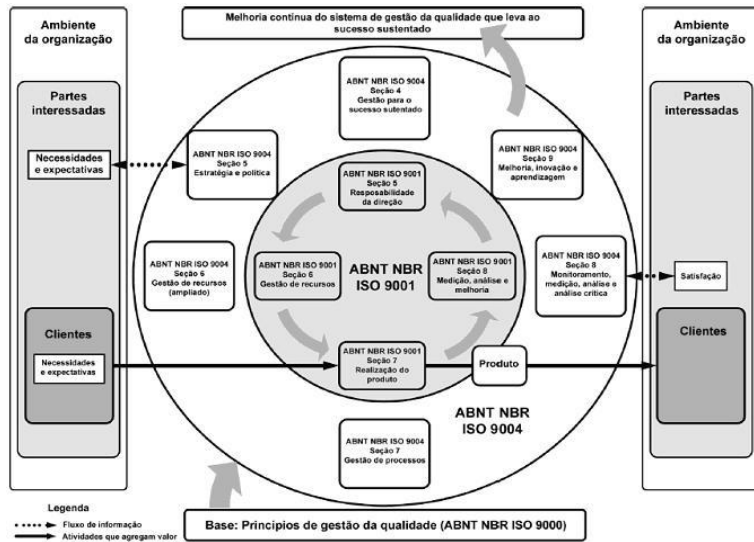 Ambiente
da organização
Partes
interessadas
Necessidades
e expectativas
Clientes
Necessidades
e expectativas
Melhoria contínua do sistema de gestão da qualidade que leva ao
sucesso sustentado
ABNT NBR ISO 9004
Seção 4
Gestão para o
sucesso sutentado
ABNT NBR ISO 9004
Seção 5
Estratégia e política
ABNT NBR ISO 9004
Seção 9
Melhoria, inovação e
aprendizagem
ABNT NBR ISO 9001
Seção 5
Resposabilidade
da direção
ABNT NBR ISO 9004
Seção 6
Gestão de recursos
(ampliado)
ABNT NBR ISO 9001
Seção 6
Gestão de recursos
ABNT NBR
ISO 9001
ABNT NBR ISO 9001
Seção 8
Medição, análise e
melhoria
ABNT NBR ISO 9004
Seção 8
Monitoramento,
medição, análise e
análise crítica
ABNT NBR ISO 9001
Seção 7
Realização do
produto
Produto
ABNT NBR
ISO 9004
ABNT NBR ISO 9004
Seção 7
Gestão de processos
Ambiente
da organização
Partes
interessadas
Satisfação
Clientes
Legenda
Fluxo de informação
Atividades que agregam valor
Base: Princípios de gestão da qualidade (ABNT NBR ISO 9000)